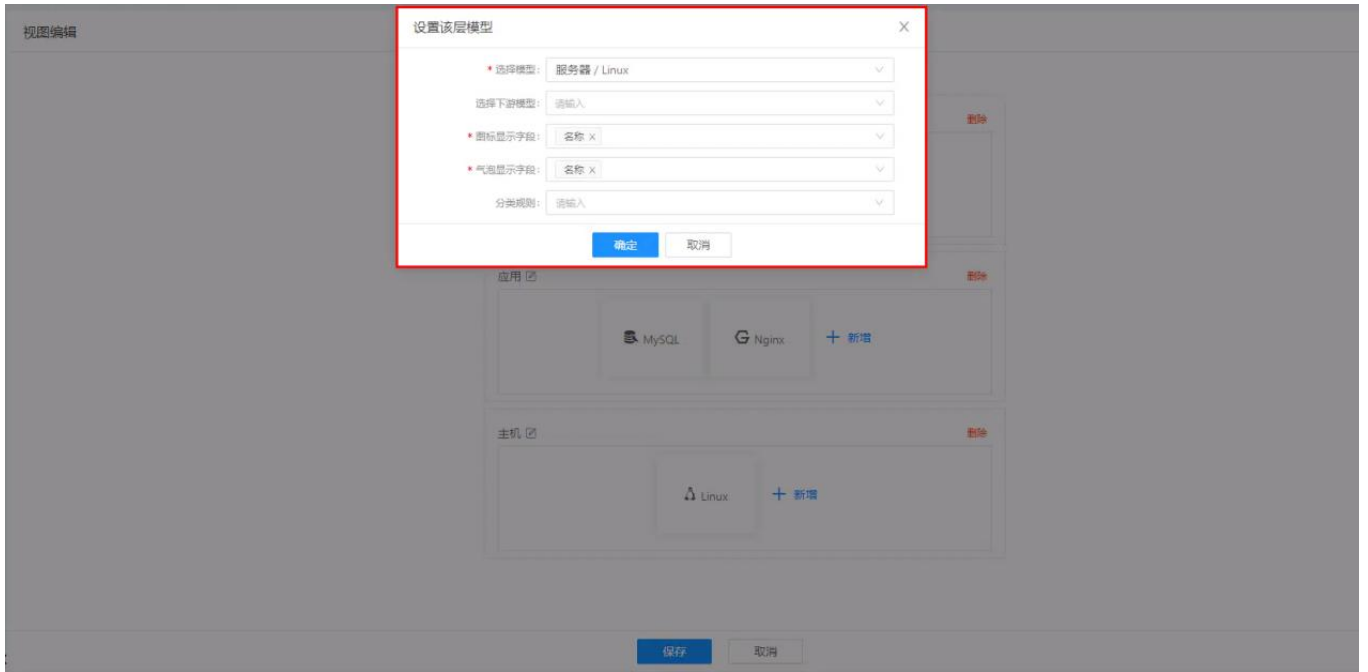 视图编辑
设置该层模型
* 选择模型: 服务器 / Linux
选择下游模型: 请输入
* 图标显示字段: 名称 ×
* 气泡显示字段: 名称 ×
分类规则: 请输入
确定 取消
删除
应用 删除
MySQL Nginx + 新增
主机 删除
Linux + 新增
保存 取消